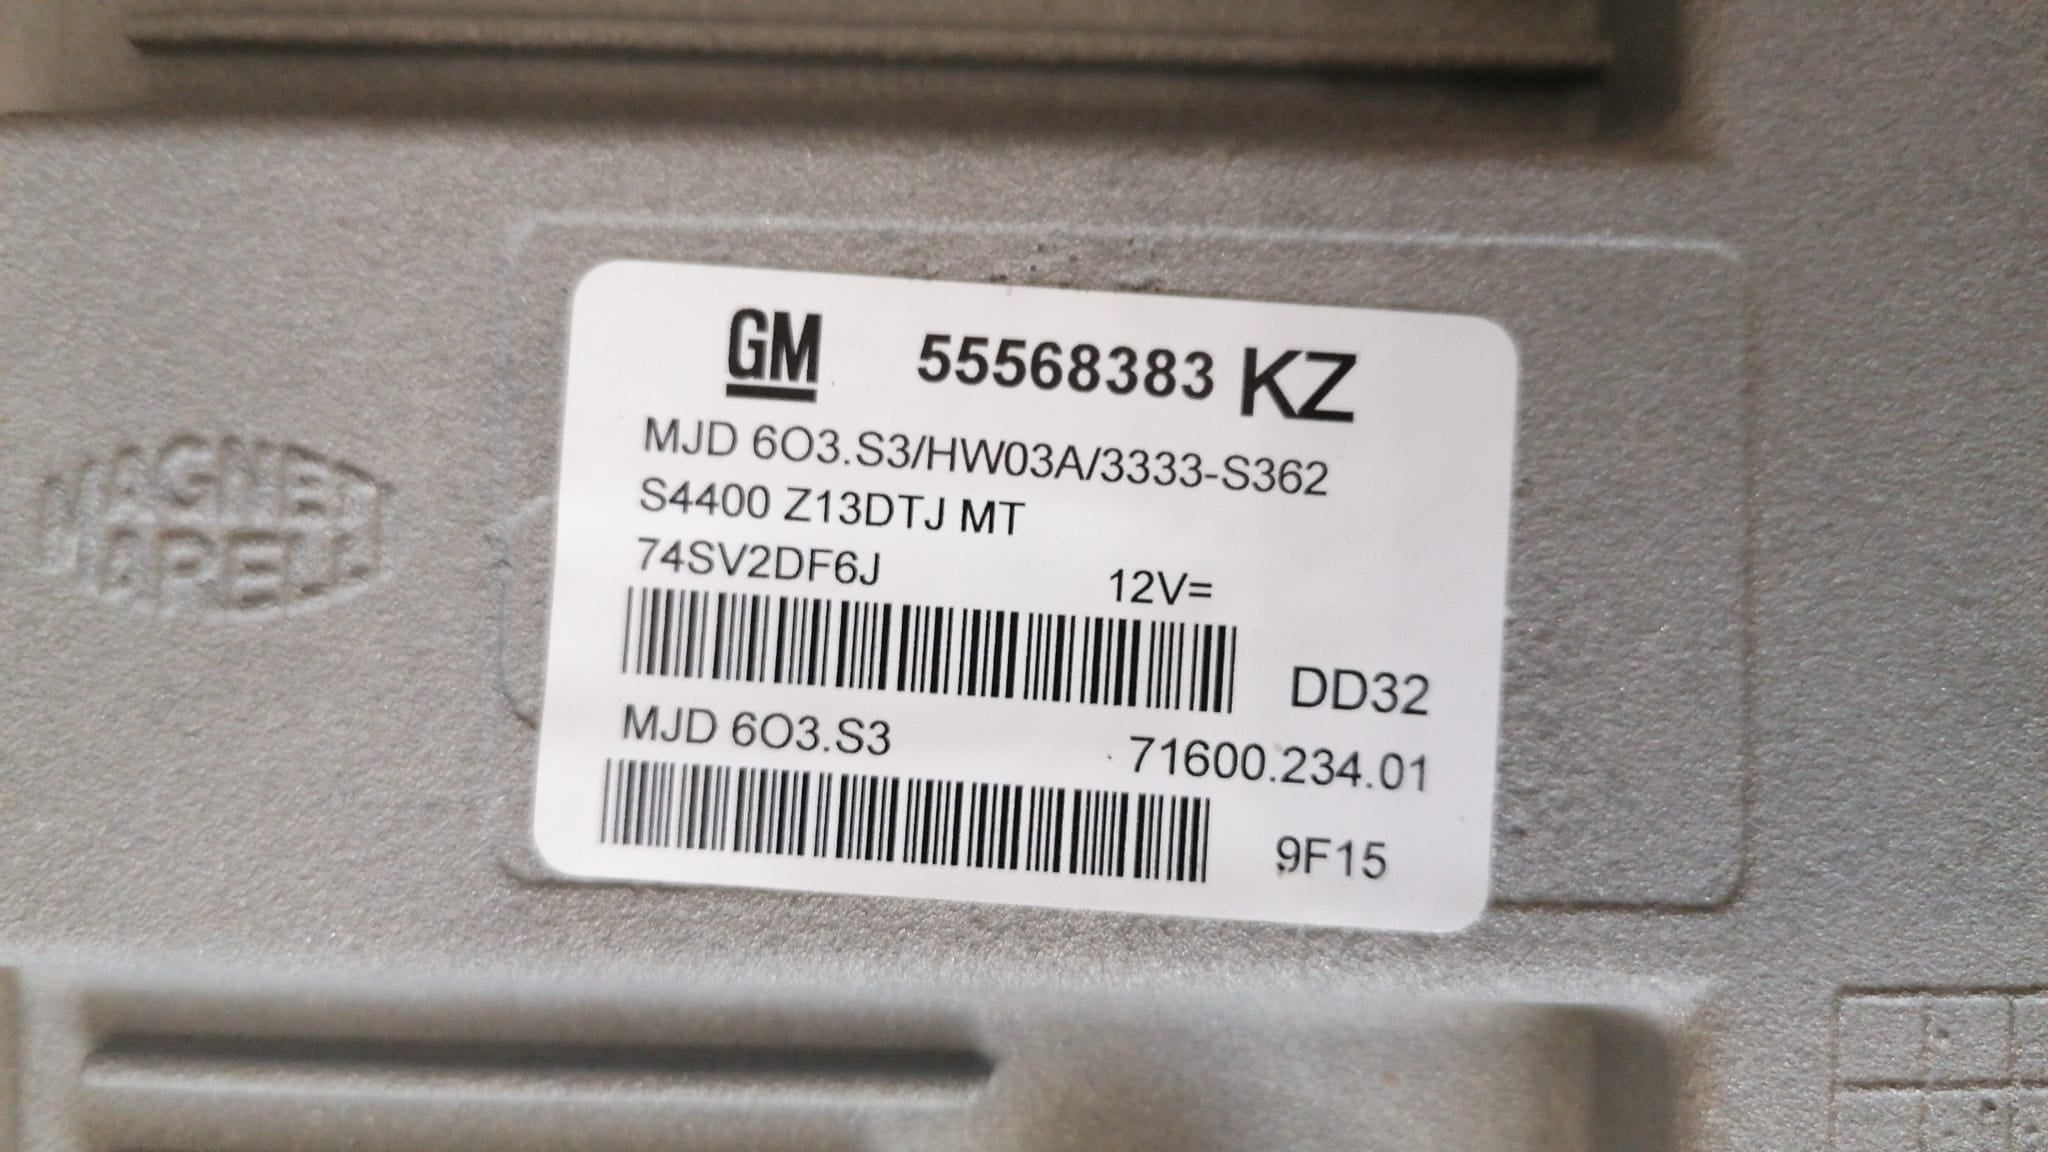 GM 55568383 KZ
MJD 6O3.S3/HW03A/3333-S362
S4400 Z13DTJ MT
74SV2DF6J 12V=
DD32
MJD 6O3.S3 71600.234.01
9F15
MAGNETI
MARELLI